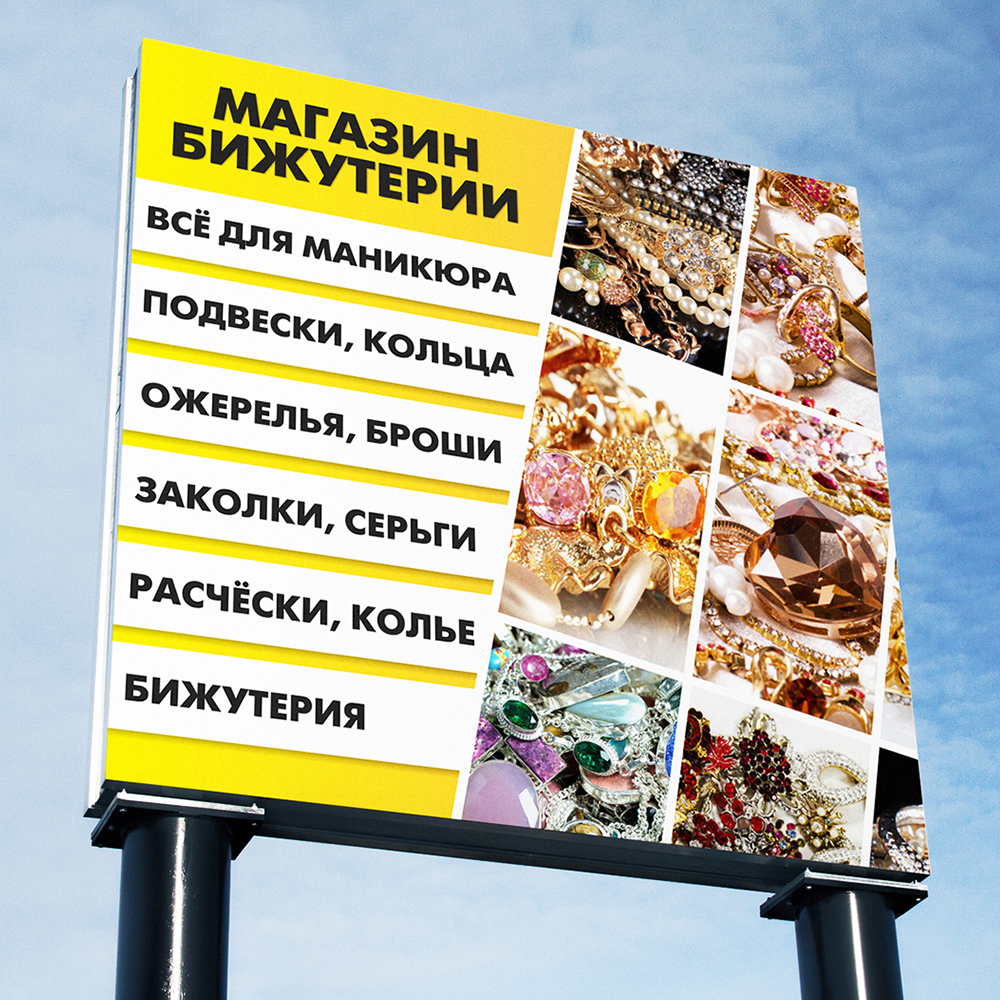 МАГАЗИН
БИЖУТЕРИИ
ВСЁ ДЛЯ МАНИКЮРА
ПОДВЕСКИ, КОЛЬЦА
ОЖЕРЕЛЬЯ, БРОШИ
ЗАКОЛКИ, СЕРЬГИ
РАСЧЁСКИ, КОЛЬЕ
БИЖУТЕРИЯ